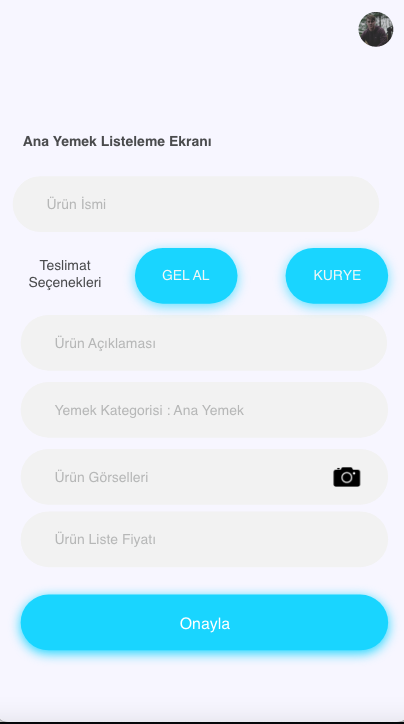 Ana Yemek Listeleme Ekranı
Ürün İsmi
Teslimat
Seçenekleri
GEL AL
KURYE
Ürün Açıklaması
Yemek Kategorisi : Ana Yemek
Ürün Görselleri
Ürün Liste Fiyatı
Onayla